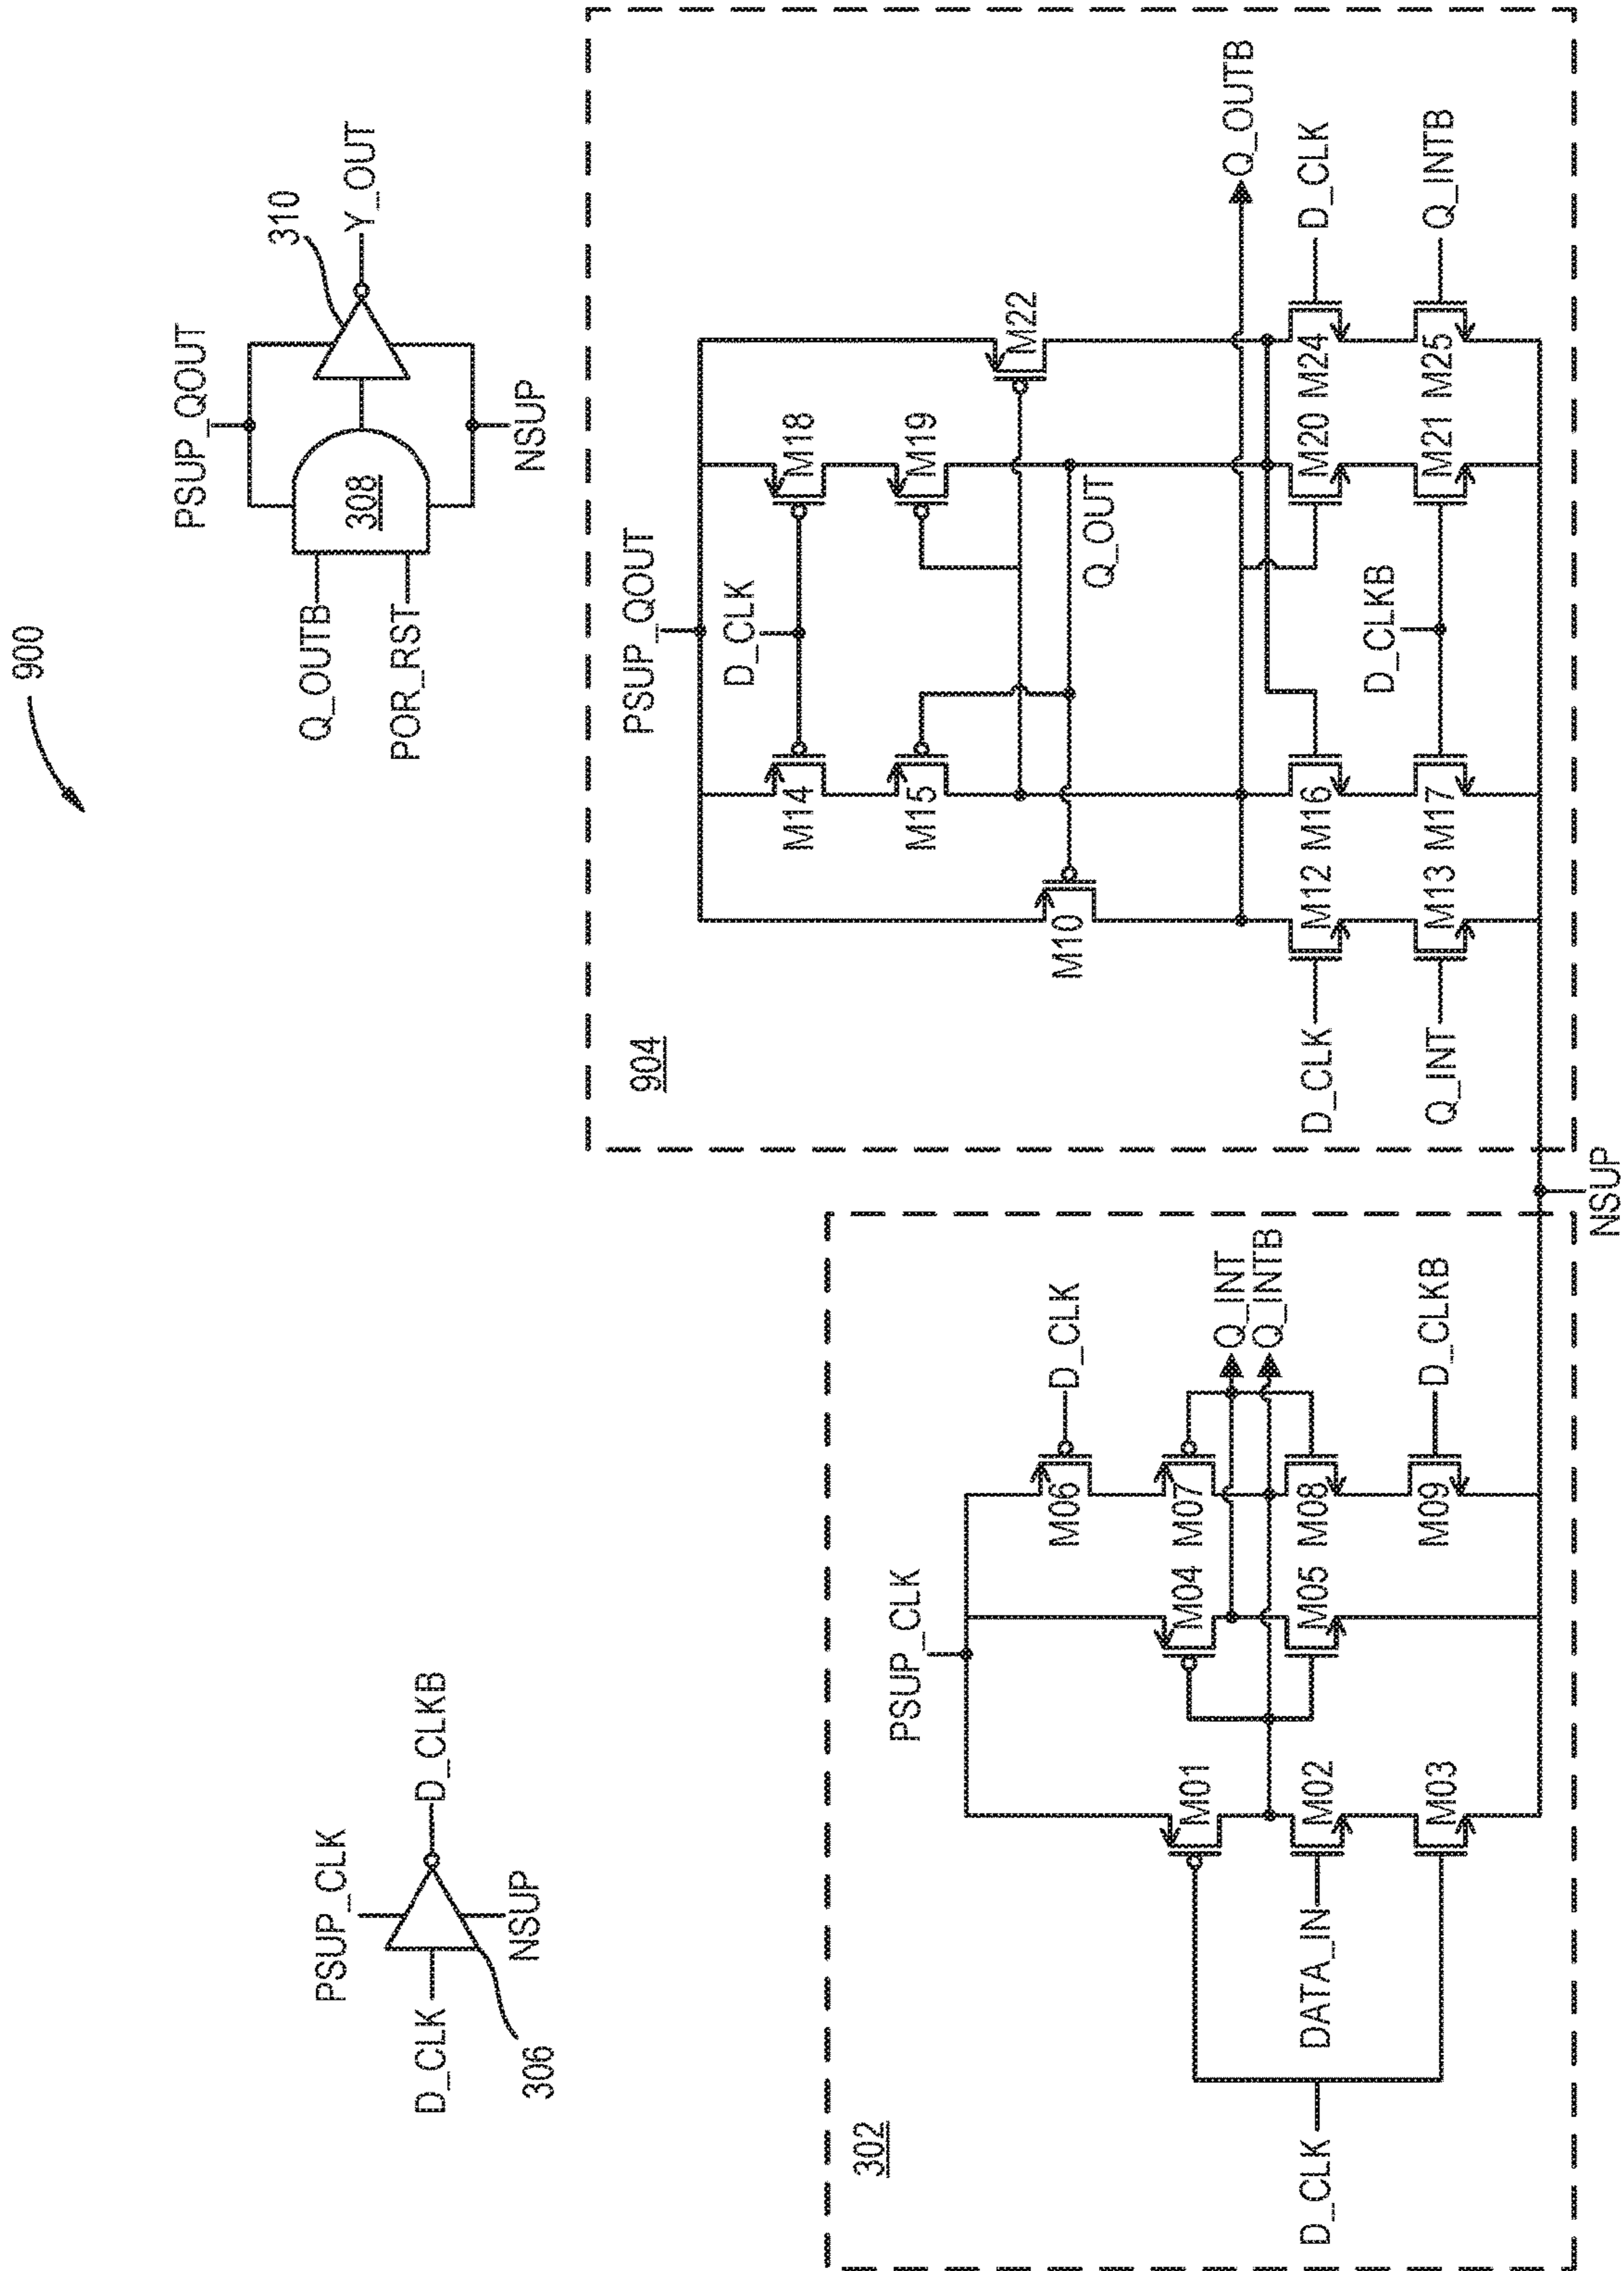 900
PSUP_CLK
D_CLK
D_CLKB
NSUP
306
PSUP_QOUT
310
Q_OUTB
308
Y_OUT
POR_RST
NSUP
302
PSUP_CLK
M06
D_CLK
M01
M04
M07
Q_INT
Q_INTB
D_CLK
DATA_IN
M02
M05
M08
M03
M09
D_CLKB
904
PSUP_QOUT
D_CLK
M14
M18
M15
M19
M10
M22
Q_OUT
Q_OUTB
D_CLK
M12
M16
M20
M24
D_CLK
D_CLKB
Q_INT
M13
M17
M21
M25
Q_INTB
NSUP